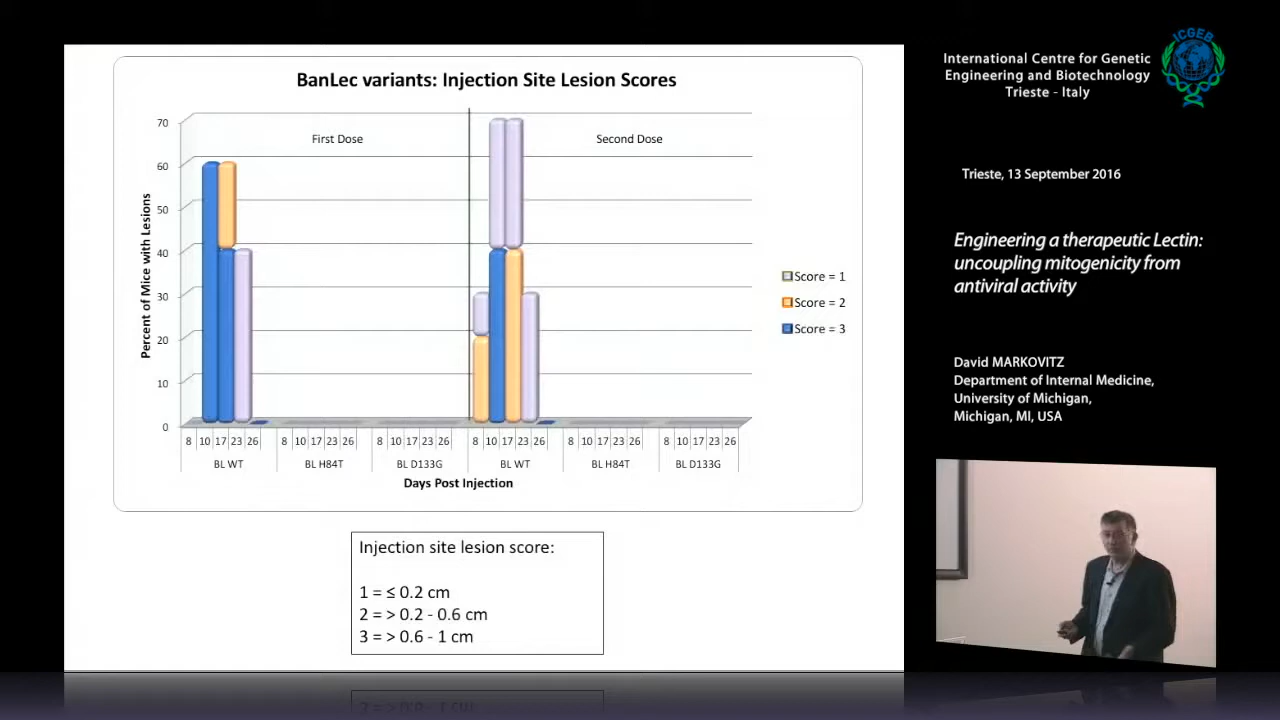 BanLec variants: Injection Site Lesion Scores
First Dose
Second Dose
Percent of Mice with Lesions
70
60
50
40
30
20
10
0
Score = 1
Score = 2
Score = 3
8 10 17 23 26 8 10 17 23 26 8 10 17 23 26 8 10 17 23 26 8 10 17 23 26 8 10 17 23 26
BL WT BL H84T BL D133G BL WT BL H84T BL D133G
Days Post Injection
Injection site lesion score:
1 = ≤ 0.2 cm
2 = > 0.2 - 0.6 cm
3 = > 0.6 - 1 cm
International Centre for Genetic
Engineering and Biotechnology
Trieste - Italy
ICGEB
Trieste, 13 September 2016
Engineering a therapeutic Lectin:
uncoupling mitogenicity from
antiviral activity
David MARKOVITZ
Department of Internal Medicine,
University of Michigan,
Michigan, MI, USA